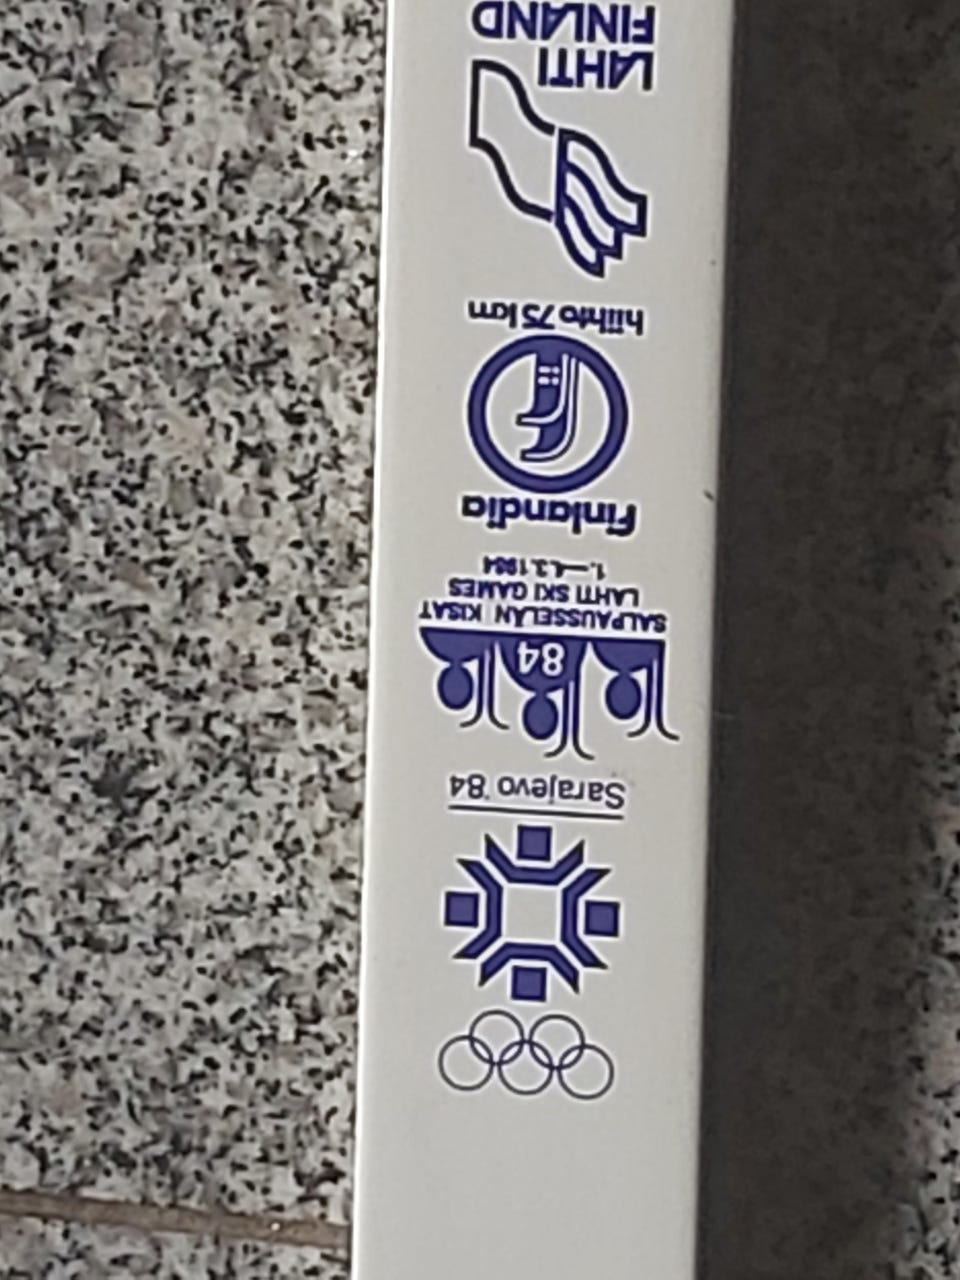 Sarajevo '84
84
SALPAUSSELÄN KISAT
LAHTI SKI GAMES
1.—4.3.1984
Finlandia
hiihto 75 km
LAHTI
FINLAND